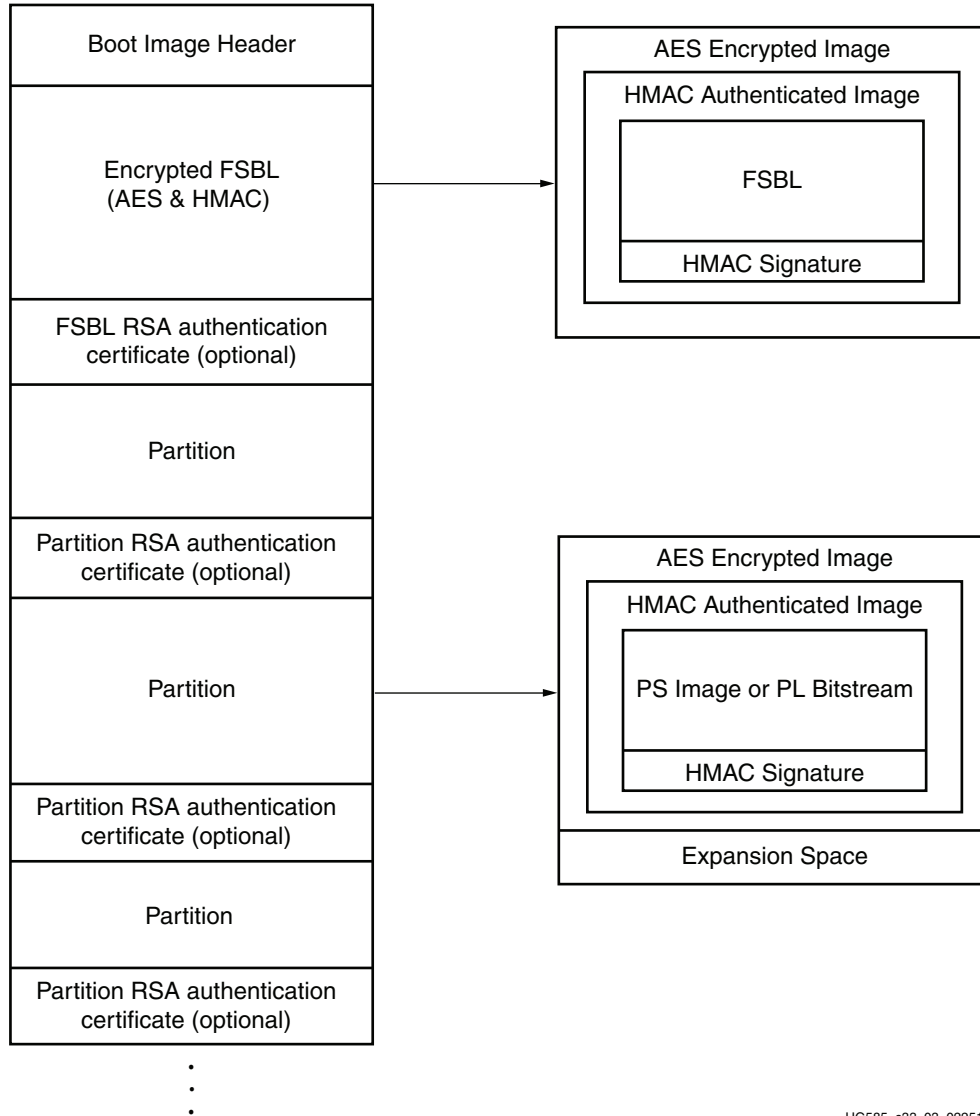 Boot Image Header
Encrypted FSBL
(AES & HMAC)
FSBL RSA authentication
certificate (optional)
Partition
Partition RSA authentication
certificate (optional)
Partition
Partition RSA authentication
certificate (optional)
Partition
Partition RSA authentication
certificate (optional)
AES Encrypted Image
HMAC Authenticated Image
FSBL
HMAC Signature
AES Encrypted Image
HMAC Authenticated Image
PS Image or PL Bitstream
HMAC Signature
Expansion Space